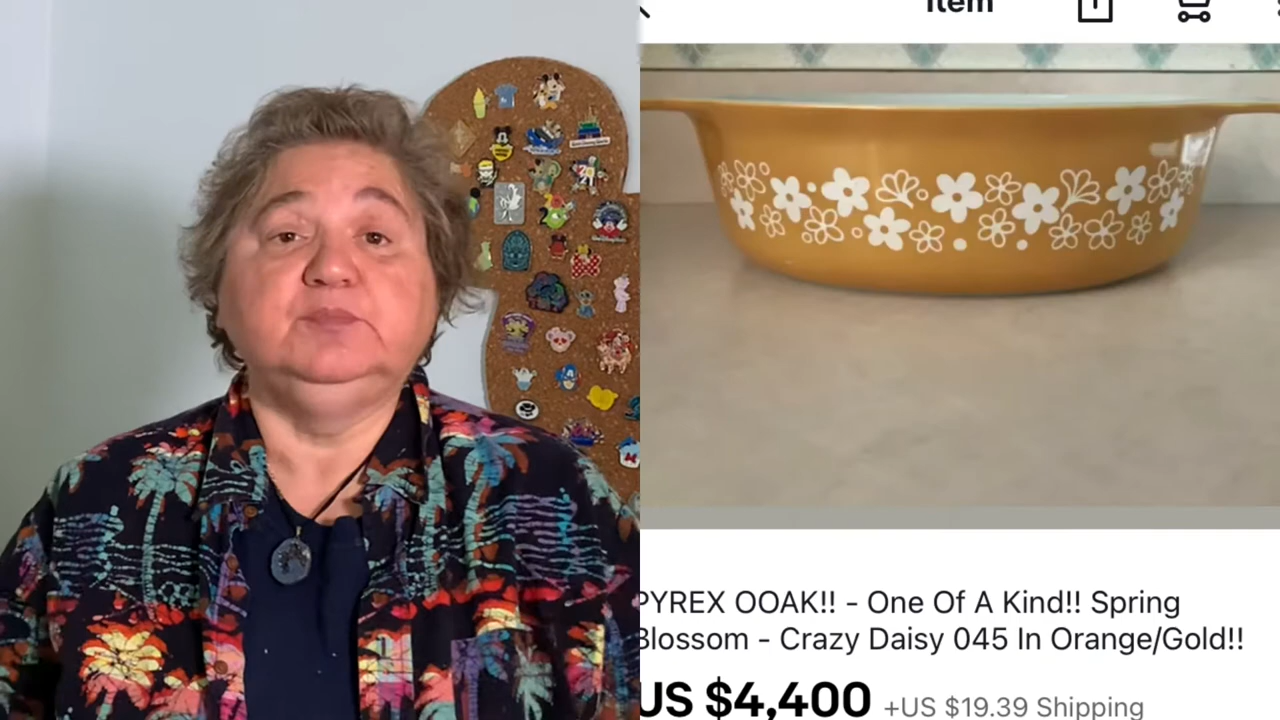 Item
PYREX OOAK!! - One Of A Kind!! Spring
Blossom - Crazy Daisy 045 In Orange/Gold!!
US $4,400 +US $19.39 Shipping